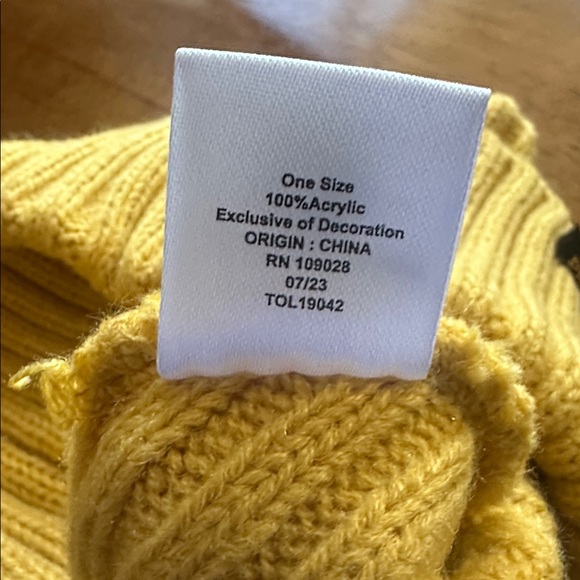 One Size
100%Acrylic
Exclusive of Decoration
ORIGIN : CHINA
RN 109028
07/23
TOL19042